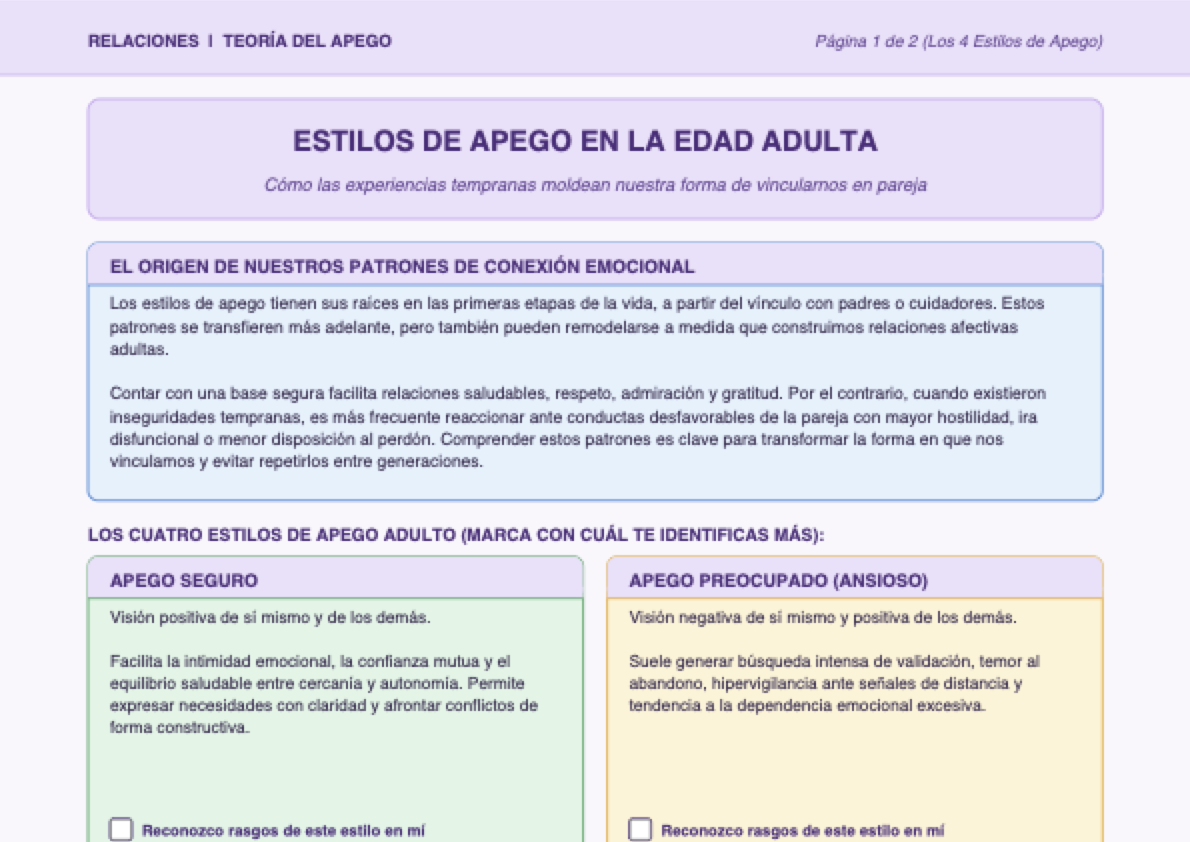 RELACIONES | TEORÍA DEL APEGO
Página 1 de 2 (Los 4 Estilos de Apego)
ESTILOS DE APEGO EN LA EDAD ADULTA
Cómo las experiencias tempranas moldean nuestra forma de vincularnos en pareja
EL ORIGEN DE NUESTROS PATRONES DE CONEXIÓN EMOCIONAL
Los estilos de apego tienen sus raíces en las primeras etapas de la vida, a partir del vínculo con padres o cuidadores. Estos
patrones se transfieren más adelante, pero también pueden remodelarse a medida que construimos relaciones afectivas
adultas.
Contar con una base segura facilita relaciones saludables, respeto, admiración y gratitud. Por el contrario, cuando existieron
inseguridades tempranas, es más frecuente reaccionar ante conductas desfavorables de la pareja con mayor hostilidad, ira
disfuncional o menor disposición al perdón. Comprender estos patrones es clave para transformar la forma en que nos
vinculamos y evitar repetirlos entre generaciones.
LOS CUATRO ESTILOS DE APEGO ADULTO (MARCA CON CUÁL TE IDENTIFICAS MÁS):
APEGO SEGURO
Visión positiva de sí mismo y de los demás.
Facilita la intimidad emocional, la confianza mutua y el
equilibrio saludable entre cercanía y autonomía. Permite
expresar necesidades con claridad y afrontar conflictos de
forma constructiva.
Reconozco rasgos de este estilo en mí
APEGO PREOCUPADO (ANSIOSO)
Visión negativa de sí mismo y positiva de los demás.
Suele generar búsqueda intensa de validación, temor al
abandono, hipervigilancia ante señales de distancia y
tendencia a la dependencia emocional excesiva.
Reconozco rasgos de este estilo en mí